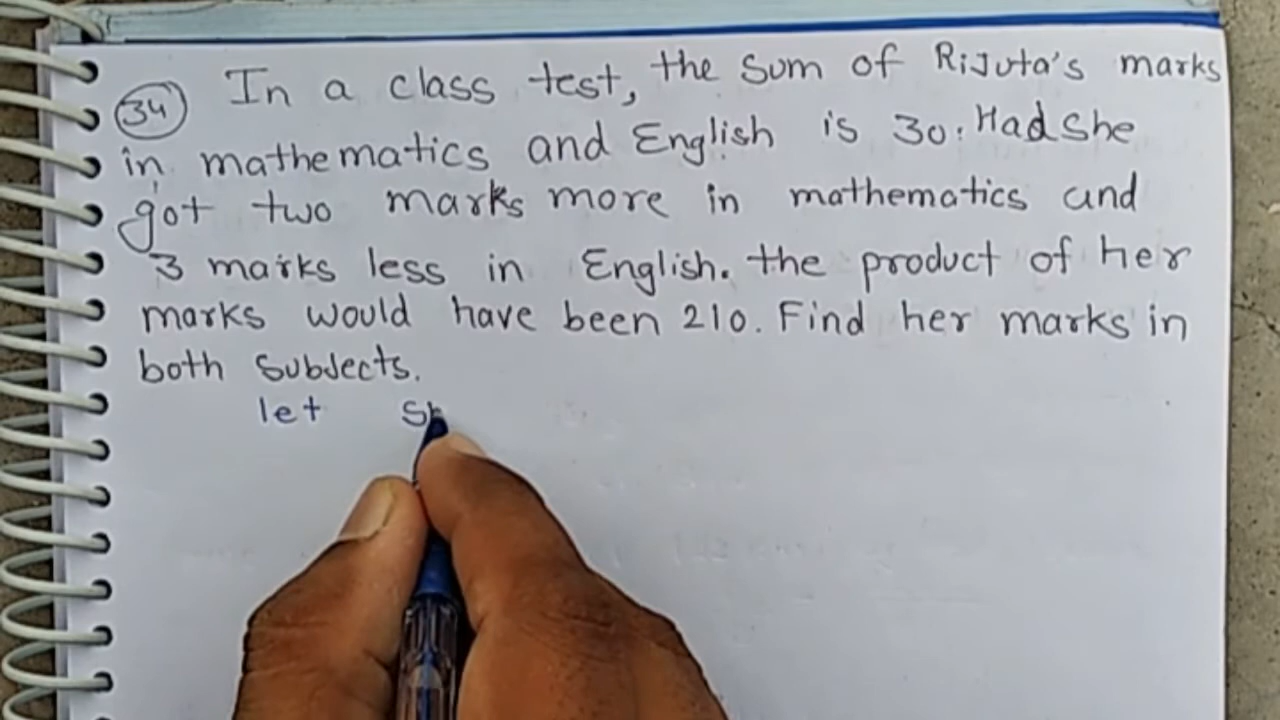 34 In a class test, the sum of Rijuta's marks
in mathematics and English is 30. Had she
got two marks more in mathematics and
3 marks less in English. the product of her
marks would have been 210. Find her marks in
both subjects.
let